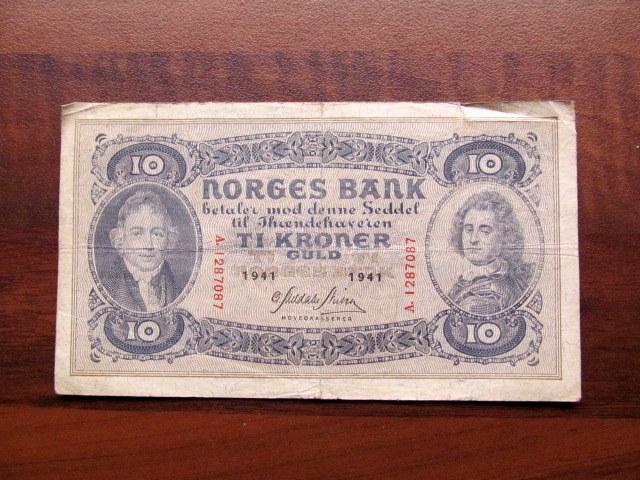 10 10
NORGES BANK
betaler mod denne Seddel
til Ihændehaveren
TI KRONER
GULD
1941 1941
A.1287087
A.1287087
HOVEDKASSERER
10 10